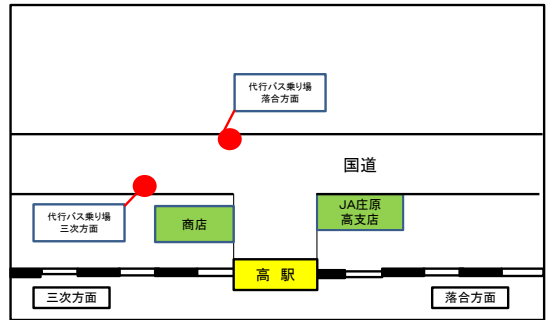 代行バス乗り場
落合方面
国道
代行バス乗り場
三次方面
商店
JA庄原
高支店
高 駅
三次方面
落合方面